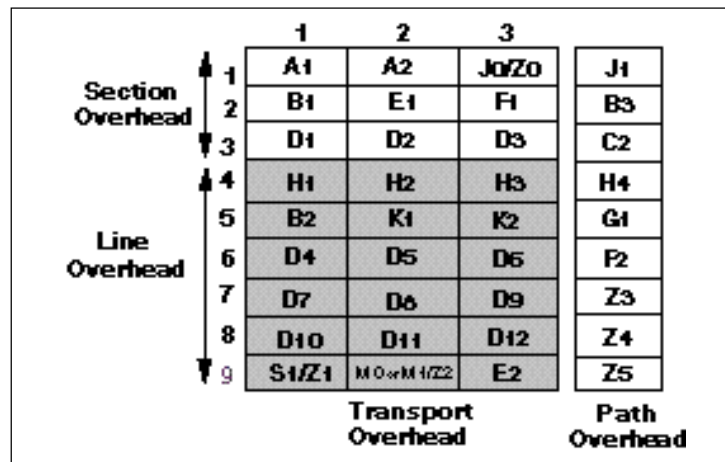 1 2 3
1 A1 A2 J0/Z0 J1
Section Overhead
2 B1 E1 F1 B3
3 D1 D2 D3 C2
4 H1 H2 H3 H4
5 B2 K1 K2 G1
Line Overhead
6 D4 D5 D6 F2
7 D7 D8 D9 Z3
8 D10 D11 D12 Z4
9 S1/Z1 M0 or M1/Z2 E2 Z5
Transport Overhead
Path Overhead